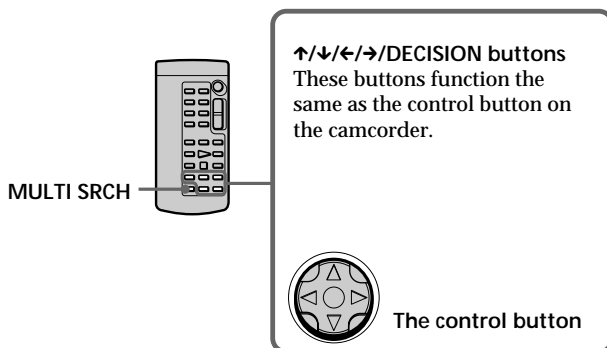 ↑/↓/←/→/DECISION buttons
These buttons function the
same as the control button on
the camcorder.
MULTI SRCH
The control button